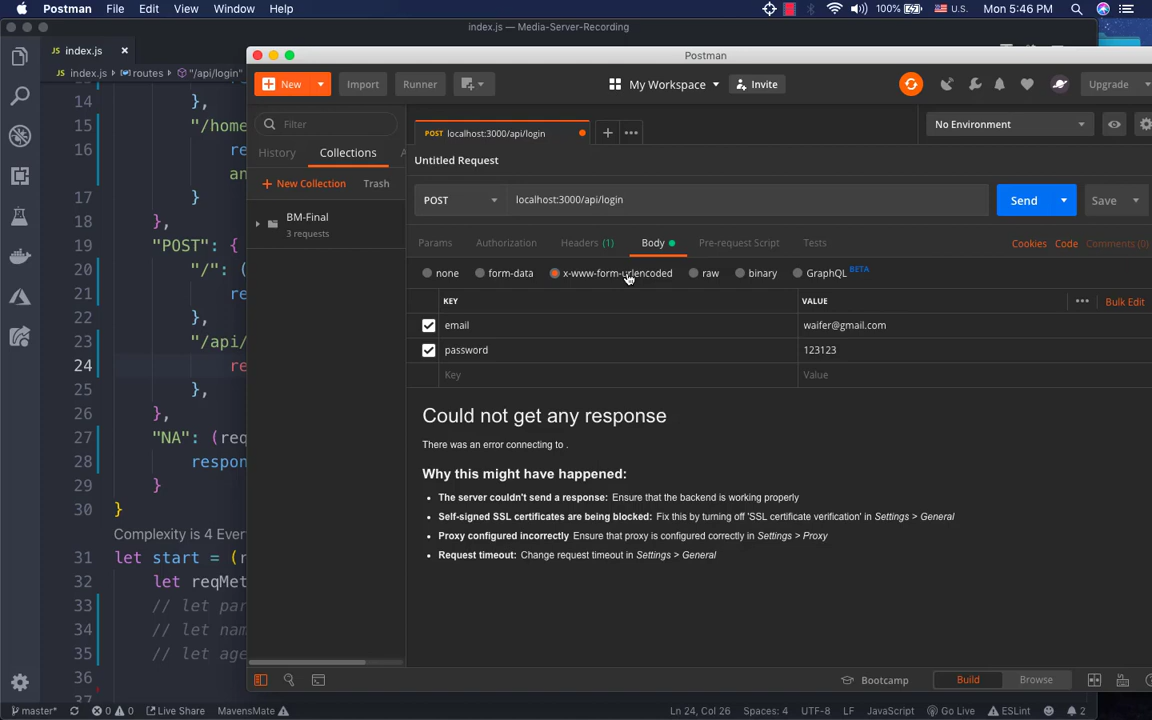 Postman File Edit View Window Help 100% U.S. Mon 5:46 PM
index.js — Media-Server-Recording
index.js
index.js › routes › "/api/login"
Postman
New Import Runner My Workspace Invite Upgrade
Filter
POST localhost:3000/api/login
No Environment
History Collections A
Untitled Request
New Collection Trash
POST localhost:3000/api/login Send Save
BM-Final
3 requests
Params Authorization Headers (1) Body Pre-request Script Tests Cookies Code Comments (0)
none form-data x-www-form-urlencoded raw binary GraphQL BETA
KEY VALUE Bulk Edit
email waifer@gmail.com
password 123123
Key Value
Could not get any response
There was an error connecting to .
Why this might have happened:
• The server couldn't send a response: Ensure that the backend is working properly
• Self-signed SSL certificates are being blocked: Fix this by turning off 'SSL certificate verification' in Settings > General
• Proxy configured incorrectly Ensure that proxy is configured correctly in Settings > Proxy
• Request timeout: Change request timeout in Settings > General
Bootcamp Build Browse
14 },
15 "/home
16 re
an
17 }
18 },
19 "POST": {
20 "/": (
21 re
22 },
23 "/api/
24 re
25 },
26 },
27 "NA": (req
28 respon
29 }
30 }
Complexity is 4 Ever
31 let start = (r
32 let reqMet
33 // let par
34 // let nam
35 // let age
36
37
master* 0 0 Live Share MavensMate Ln 24, Col 26 Spaces: 4 UTF-8 LF JavaScript Go Live ESLint 2